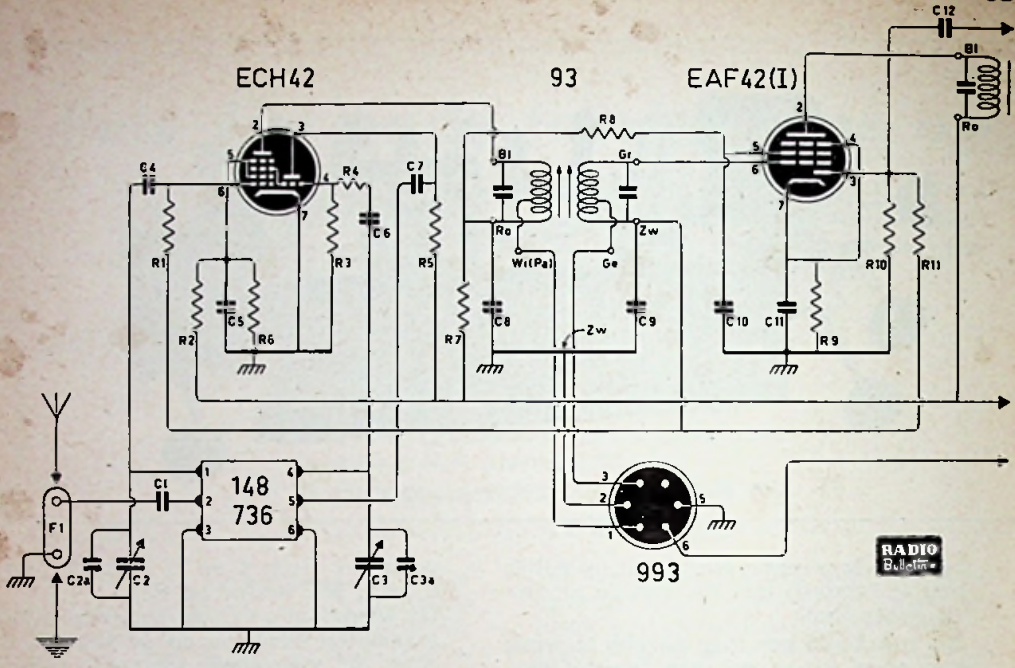 C12
ECH42
93
EAF42(I)
Bl
Ro
2
3
5
6
4
7
C4
R4
C7
C6
R1
R3
R5
R2
C5
R6
R8
Bl
Gr
Ro
Zw
Wi(Pa)
Ge
R7
C8
C9
Zw
2
5
6
4
3
7
R10
R11
C10
C11
R9
F1
C1
1
2
3
148
736
4
5
6
C2a
C2
C3
C3a
3
2
1
5
6
993
RADIO
Bulletin